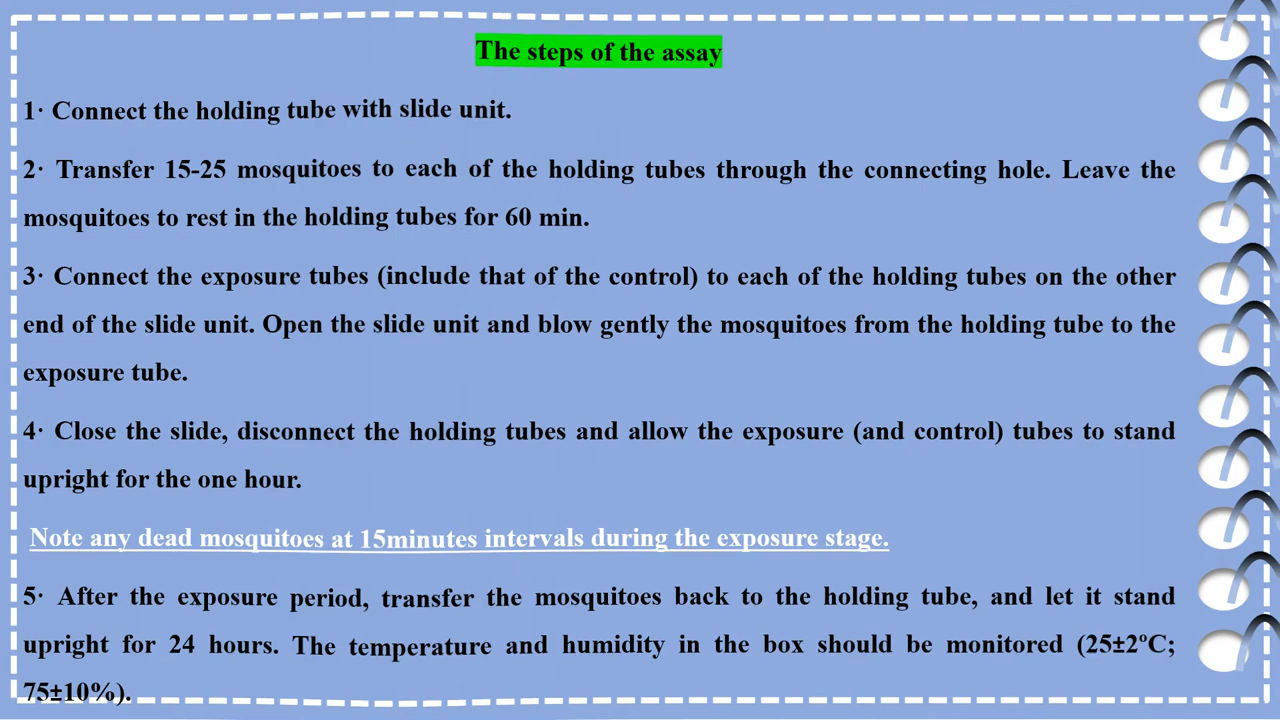 The steps of the assay
1· Connect the holding tube with slide unit.
2· Transfer 15-25 mosquitoes to each of the holding tubes through the connecting hole. Leave the
mosquitoes to rest in the holding tubes for 60 min.
3· Connect the exposure tubes (include that of the control) to each of the holding tubes on the other
end of the slide unit. Open the slide unit and blow gently the mosquitoes from the holding tube to the
exposure tube.
4· Close the slide, disconnect the holding tubes and allow the exposure (and control) tubes to stand
upright for the one hour.
Note any dead mosquitoes at 15minutes intervals during the exposure stage.
5· After the exposure period, transfer the mosquitoes back to the holding tube, and let it stand
upright for 24 hours. The temperature and humidity in the box should be monitored (25±2ºC;
75±10%).